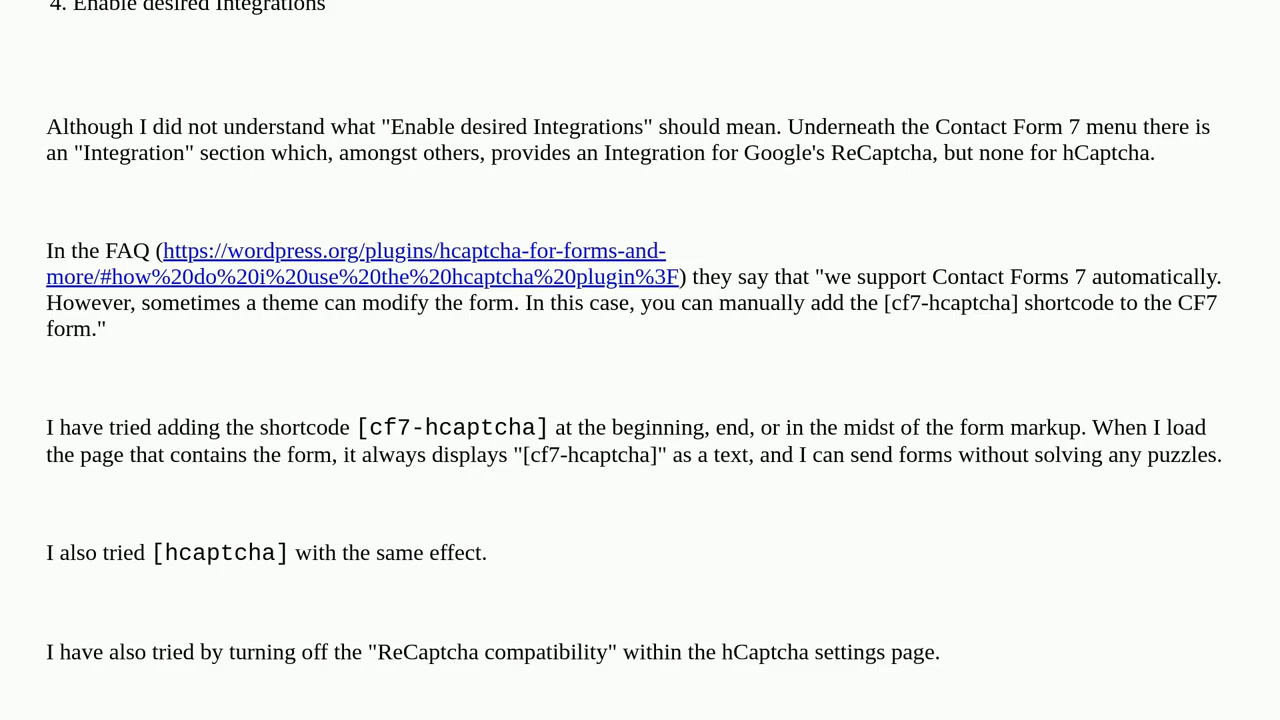 4. Enable desired Integrations
Although I did not understand what "Enable desired Integrations" should mean. Underneath the Contact Form 7 menu there is
an "Integration" section which, amongst others, provides an Integration for Google's ReCaptcha, but none for hCaptcha.
In the FAQ (https://wordpress.org/plugins/hcaptcha-for-forms-and-
more/#how%20do%20i%20use%20the%20hcaptcha%20plugin%3F) they say that "we support Contact Forms 7 automatically.
However, sometimes a theme can modify the form. In this case, you can manually add the [cf7-hcaptcha] shortcode to the CF7
form."
I have tried adding the shortcode [cf7-hcaptcha] at the beginning, end, or in the midst of the form markup. When I load
the page that contains the form, it always displays "[cf7-hcaptcha]" as a text, and I can send forms without solving any puzzles.
I also tried [hcaptcha] with the same effect.
I have also tried by turning off the "ReCaptcha compatibility" within the hCaptcha settings page.